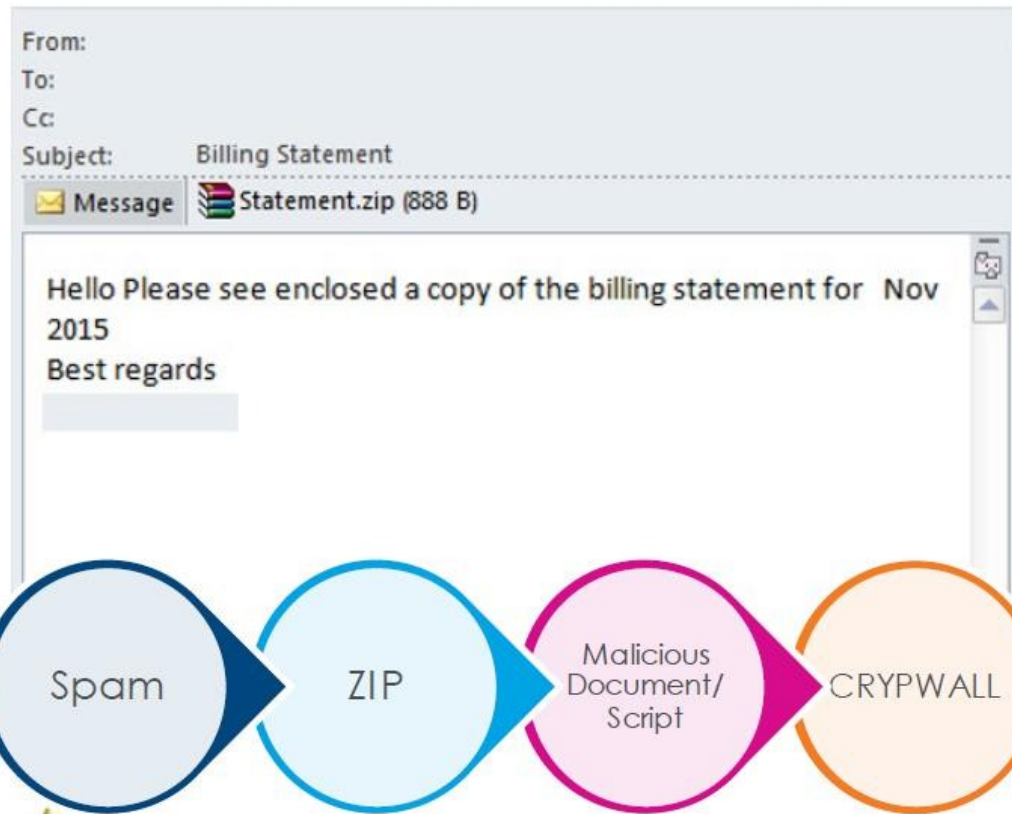 From:
To:
Cc:
Subject: Billing Statement
Message Statement.zip (888 B)
Hello Please see enclosed a copy of the billing statement for Nov
2015
Best regards
Spam
ZIP
Malicious
Document/
Script
CRYPWALL